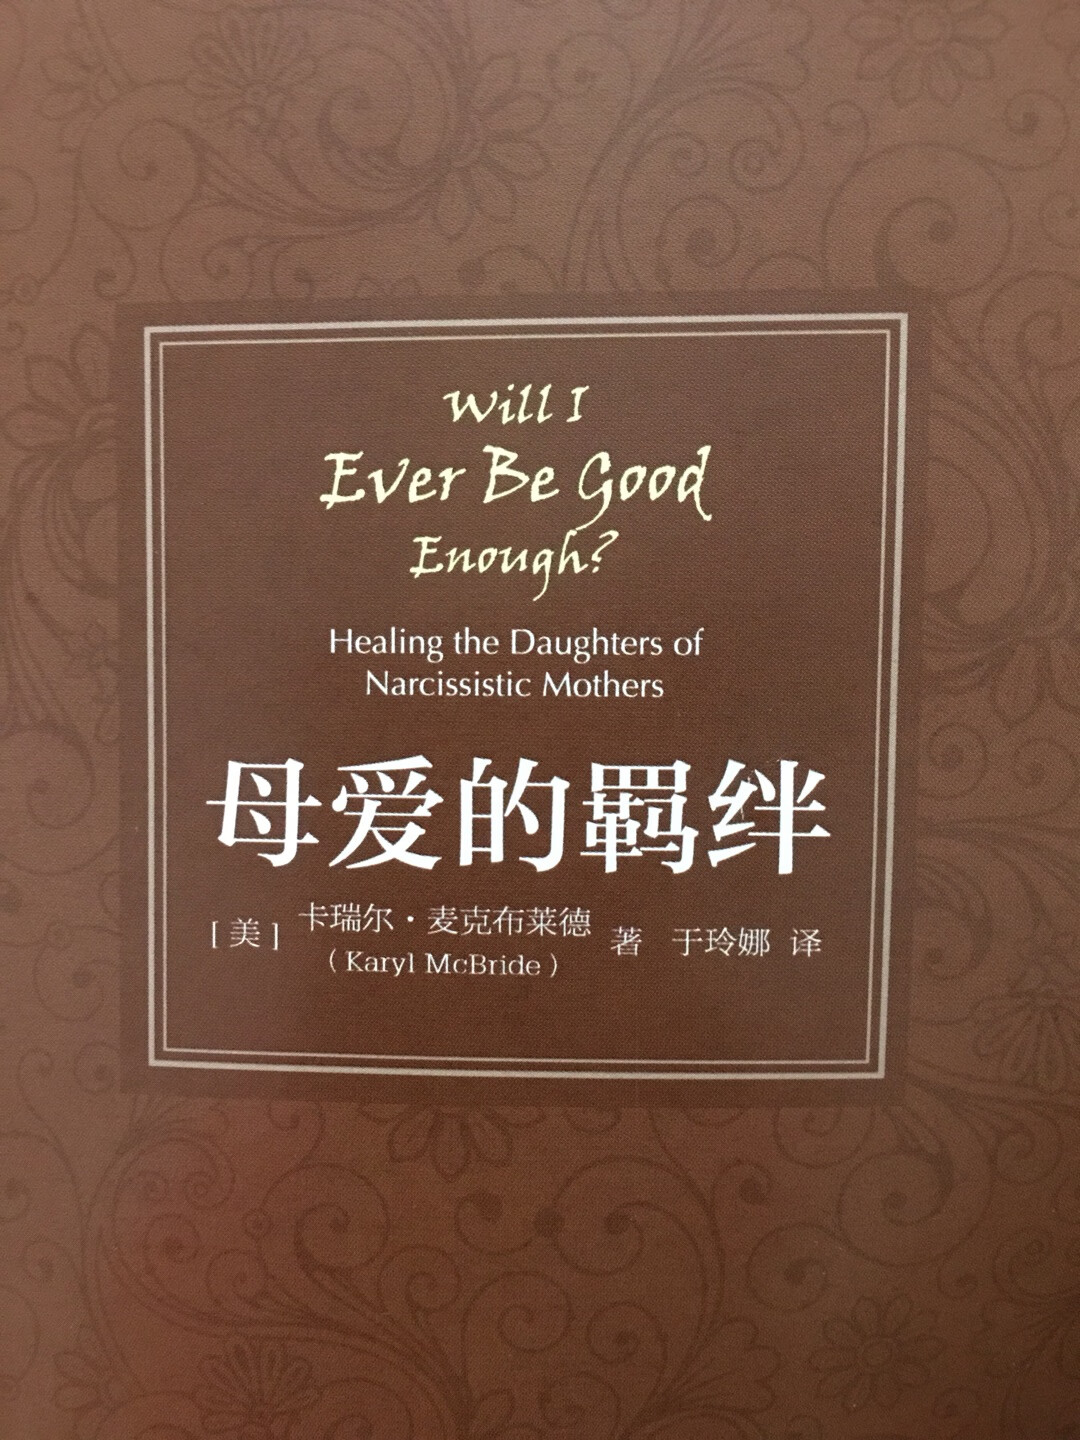 Will I
Ever Be Good
Enough?
Healing the Daughters of
Narcissistic Mothers
母爱的羁绊
[美] 卡瑞尔·麦克布莱德 著 于玲娜 译
(Karyl McBride)